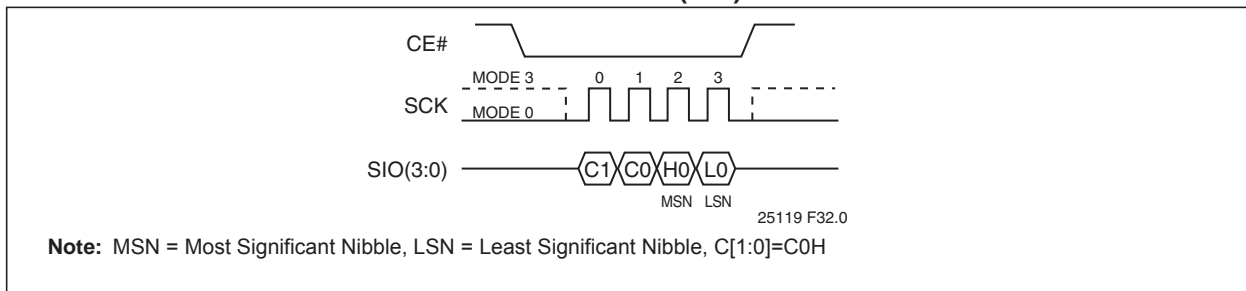 CE#
MODE 3 0 1 2 3
SCK
MODE 0
SIO(3:0) C1 C0 H0 L0
MSN LSN
25119 F32.0
Note: MSN = Most Significant Nibble, LSN = Least Significant Nibble, C[1:0]=C0H